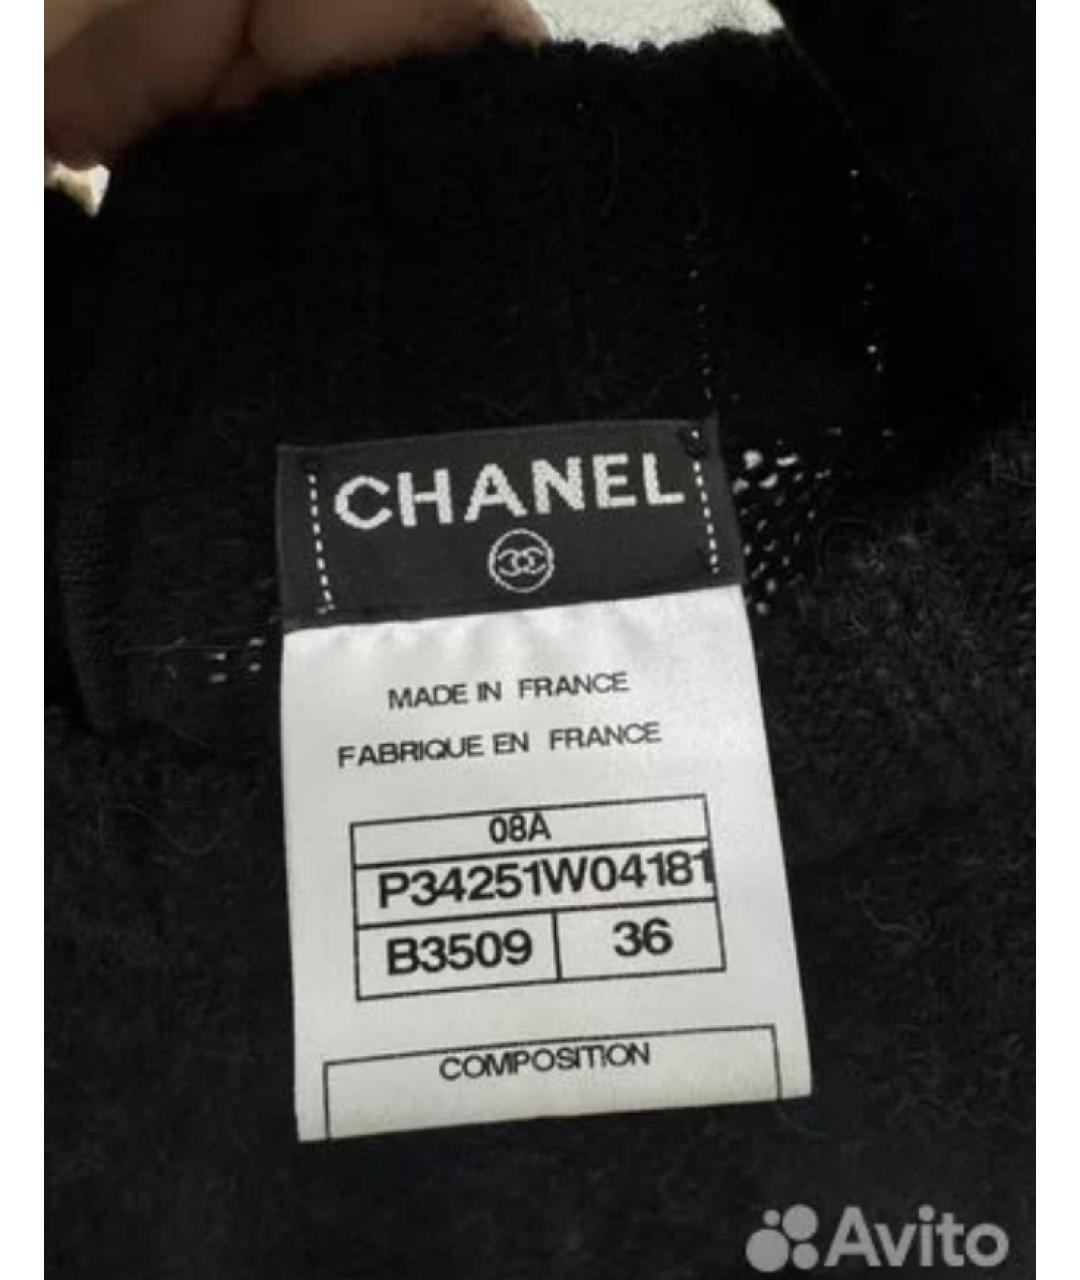 CHANEL
MADE IN FRANCE
FABRIQUE EN FRANCE
08A
P34251W04181
B3509 36
COMPOSITION
Avito